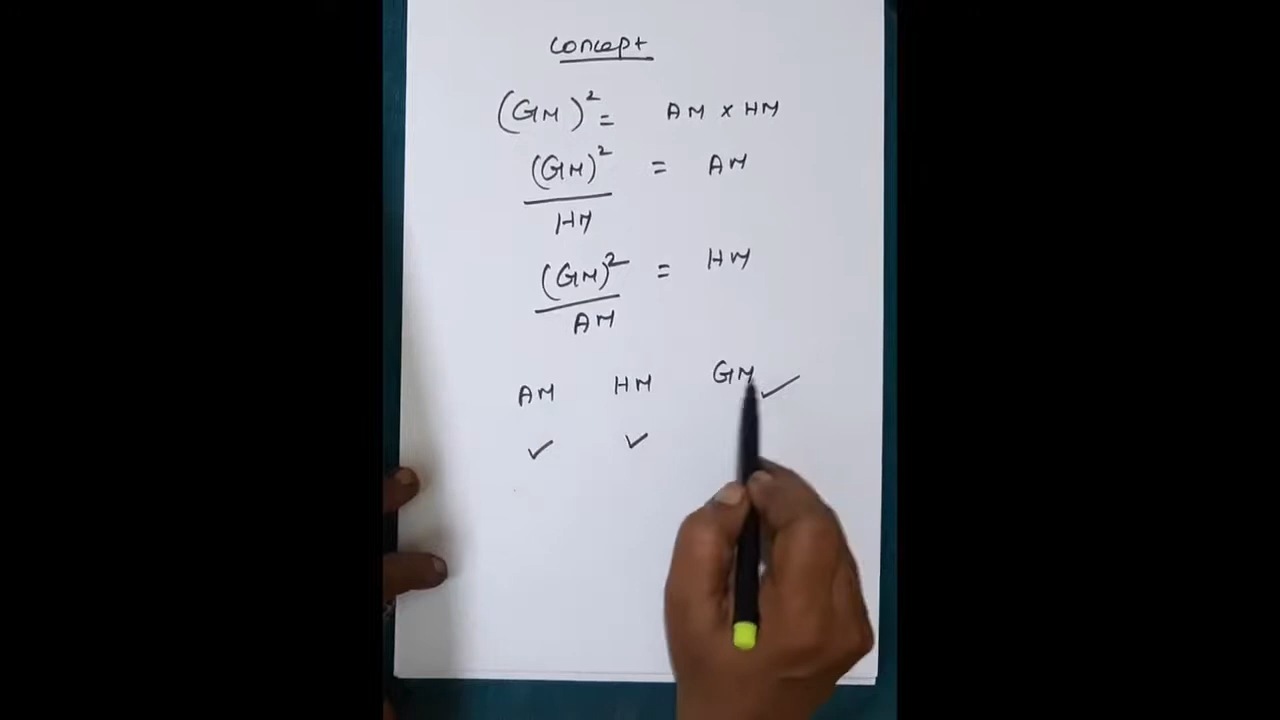 Concept
(GM)² = AM × HM
(GM)² = AM
HM
(GM)² = HM
AM
AM HM GM ✓
✓ ✓